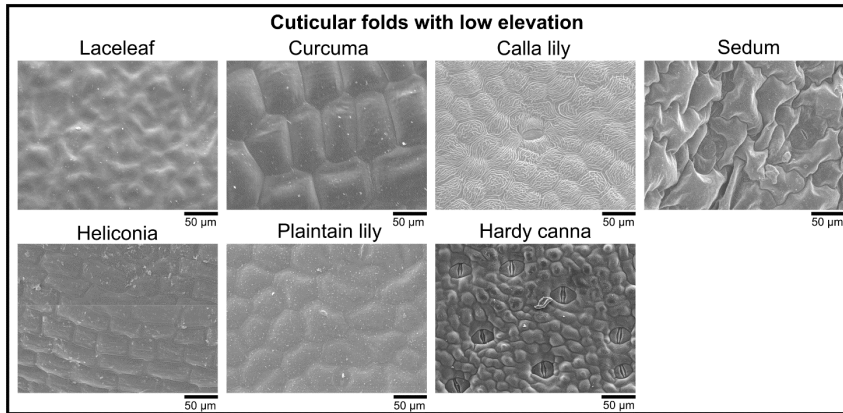 Cuticular folds with low elevation
Laceleaf
Curcuma
Calla lily
Sedum
50 µm
50 µm
50 µm
50 µm
Heliconia
Plaintain lily
Hardy canna
50 µm
50 µm
50 µm